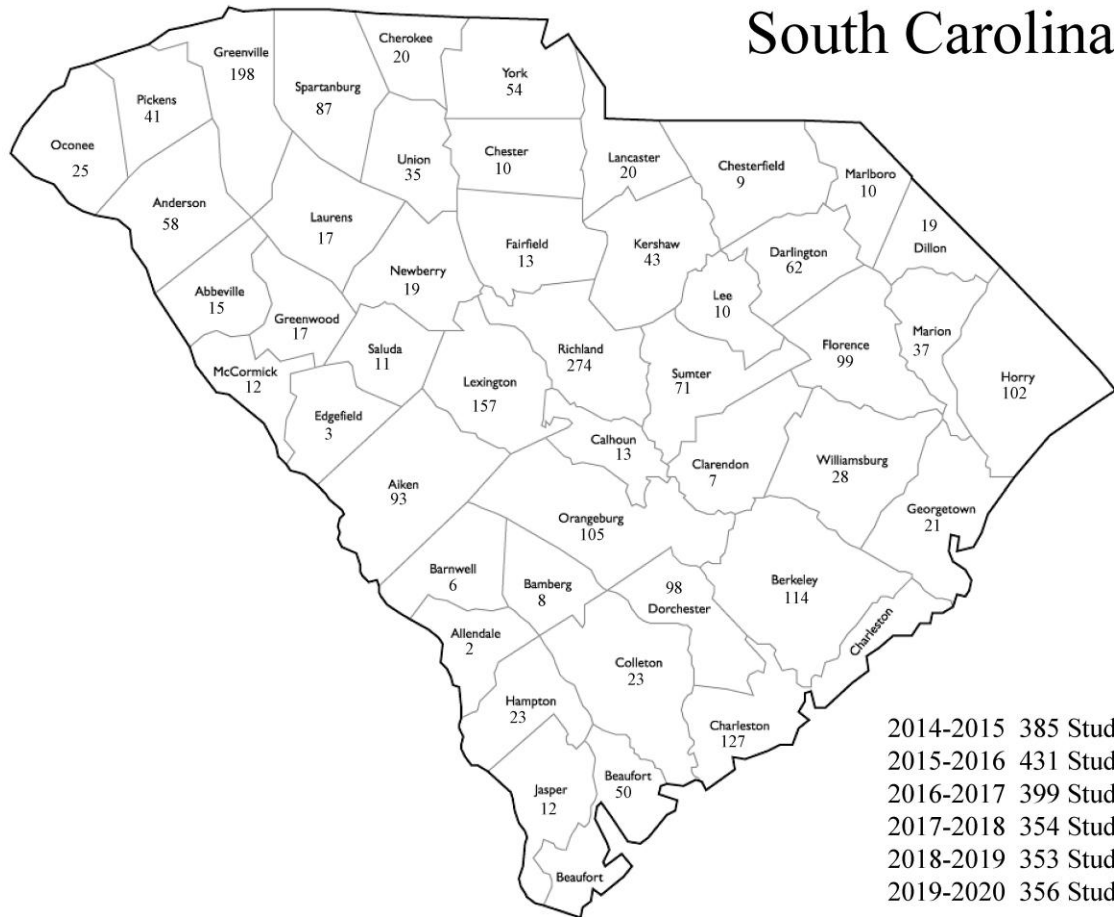 South Carolina
Greenville
198
Cherokee
20
York
54
Pickens
41
Spartanburg
87
Oconee
25
Union
35
Chester
10
Lancaster
20
Chesterfield
9
Marlboro
10
Anderson
58
Laurens
17
19
Dillon
Fairfield
13
Kershaw
43
Darlington
62
Newberry
19
Abbeville
15
Lee
10
Greenwood
17
Saluda
11
Richland
274
Florence
99
Marion
37
McCormick
12
Lexington
157
Sumter
71
Horry
102
Edgefield
3
Calhoun
13
Clarendon
7
Williamsburg
28
Aiken
93
Orangeburg
105
Georgetown
21
Barnwell
6
Bamberg
8
98
Dorchester
Berkeley
114
Allendale
2
Charleston
Colleton
23
Hampton
23
Charleston
127
Jasper
12
Beaufort
50
Beaufort
2014-2015 385 Stud
2015-2016 431 Stud
2016-2017 399 Stud
2017-2018 354 Stud
2018-2019 353 Stud
2019-2020 356 Stud